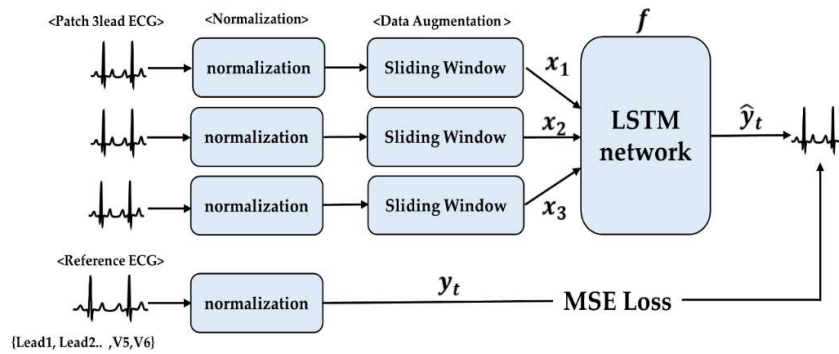 <Patch 3lead ECG>
<Normalization>
<Data Augmentation >
f
normalization
Sliding Window
x1
normalization
Sliding Window
x2
LSTM
network
ŷt
normalization
Sliding Window
x3
<Reference ECG>
normalization
yt
MSE Loss
{Lead1, Lead2.. ,V5,V6}